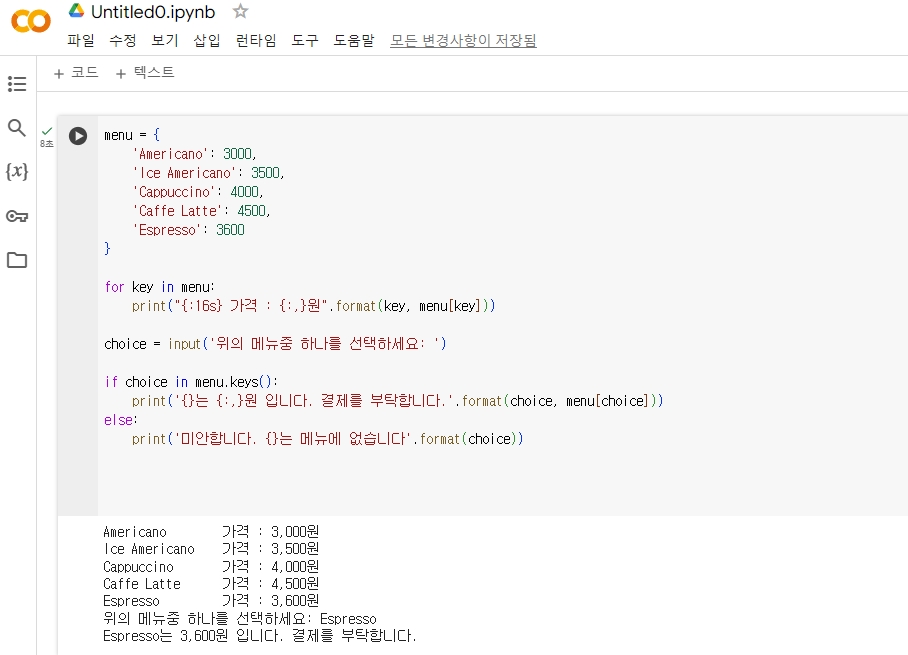 CO Untitled0.ipynb
파일 수정 보기 삽입 런타임 도구 도움말 모든 변경사항이 저장됨
+ 코드 + 텍스트
{x}
8초
menu = {
    'Americano': 3000,
    'Ice Americano': 3500,
    'Cappuccino': 4000,
    'Caffe Latte': 4500,
    'Espresso': 3600
}
for key in menu:
    print("{:16s} 가격 : {:,}원".format(key, menu[key]))
choice = input('위의 메뉴중 하나를 선택하세요: ')
if choice in menu.keys():
    print('{}는 {:,}원 입니다. 결제를 부탁합니다.'.format(choice, menu[choice]))
else:
    print('미안합니다. {}는 메뉴에 없습니다'.format(choice))
Americano        가격 : 3,000원
Ice Americano    가격 : 3,500원
Cappuccino       가격 : 4,000원
Caffe Latte      가격 : 4,500원
Espresso         가격 : 3,600원
위의 메뉴중 하나를 선택하세요: Espresso
Espresso는 3,600원 입니다. 결제를 부탁합니다.